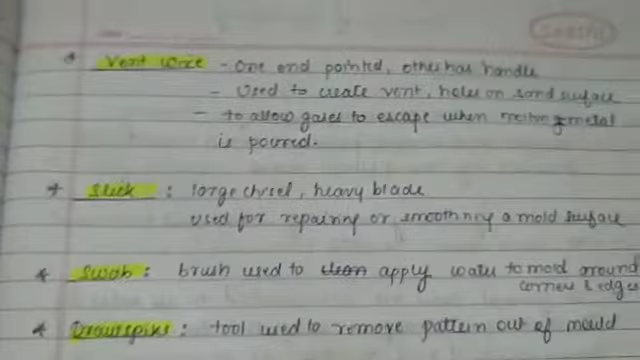 * Vent wire - One end pointed, other has handle
- Used to create vent, holes on sand surface
- to allow gases to escape when molten metal
is poured.
* Slick : large chisel, heavy blade
used for repairing or smoothning a mold surface
* Swab : brush used to clean apply water to mold around
corners & edges
* Drawspike : tool used to remove pattern out of mould